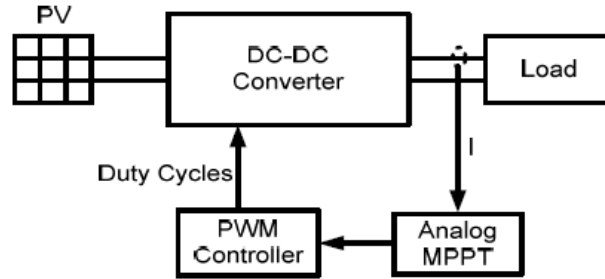 PV
DC-DC
Converter
Load
I
Duty Cycles
PWM
Controller
Analog
MPPT